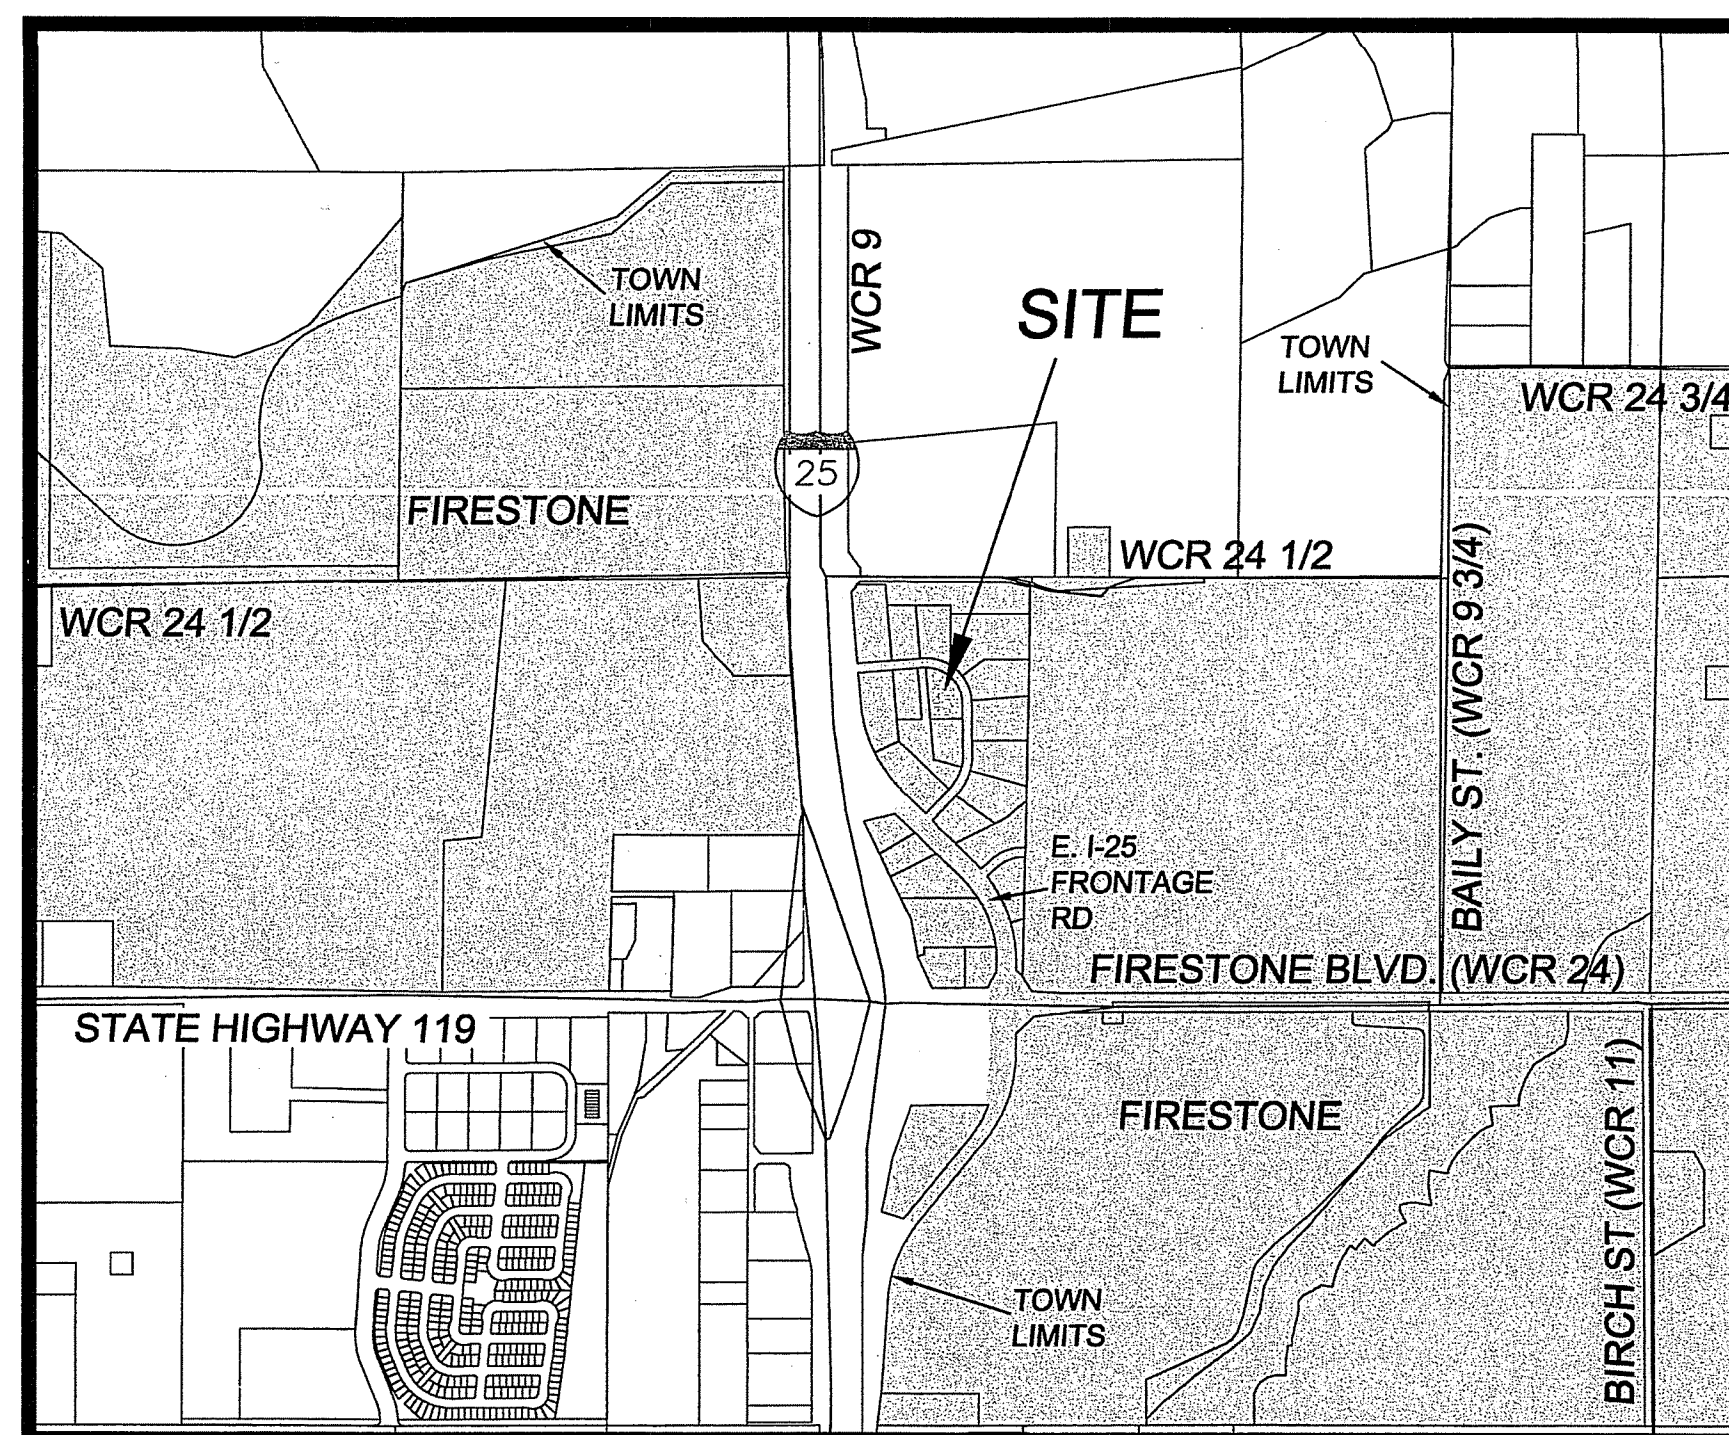 WCR 9
TOWN
LIMITS
SITE
TOWN
LIMITS
WCR 24 3/4
25
FIRESTONE
WCR 24 1/2
WCR 24 1/2
BAILY ST. (WCR 9 3/4)
E. I-25
FRONTAGE
RD
FIRESTONE BLVD. (WCR 24)
STATE HIGHWAY 119
FIRESTONE
BIRCH ST (WCR 11)
TOWN
LIMITS